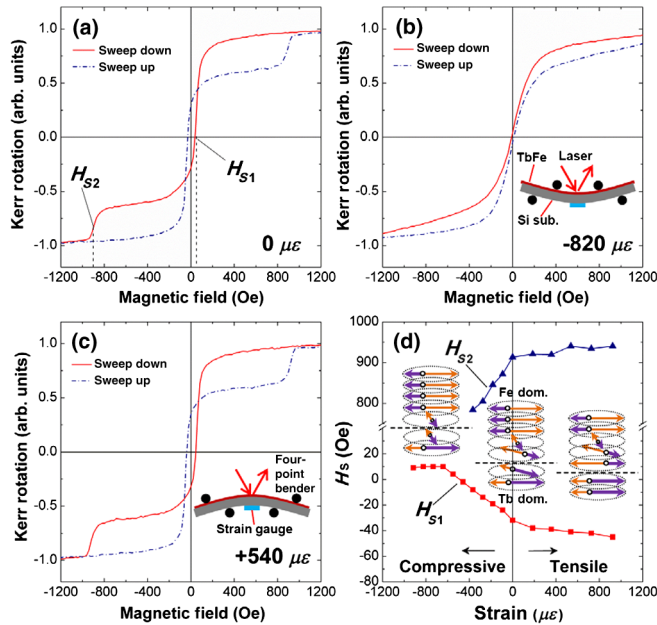 (a)
Sweep down
Sweep up
H_S2
H_S1
0 με
Kerr rotation (arb. units)
1.0
0.5
0.0
-0.5
-1.0
-1200 -800 -400 0 400 800 1200
Magnetic field (Oe)
(b)
Sweep down
Sweep up
TbFe
Laser
Si sub.
-820 με
Kerr rotation (arb. units)
1.0
0.5
0.0
-0.5
-1.0
-1200 -800 -400 0 400 800 1200
Magnetic field (Oe)
(c)
Sweep down
Sweep up
Four-
point
bender
Strain gauge
+540 με
Kerr rotation (arb. units)
1.0
0.5
0.0
-0.5
-1.0
-1200 -800 -400 0 400 800 1200
Magnetic field (Oe)
(d)
H_S2
Fe dom.
Tb dom.
H_S1
Compressive
Tensile
H_S (Oe)
1000
900
800
20
0
-20
-40
-60
-80
-1200 -800 -400 0 400 800 1200
Strain (με)